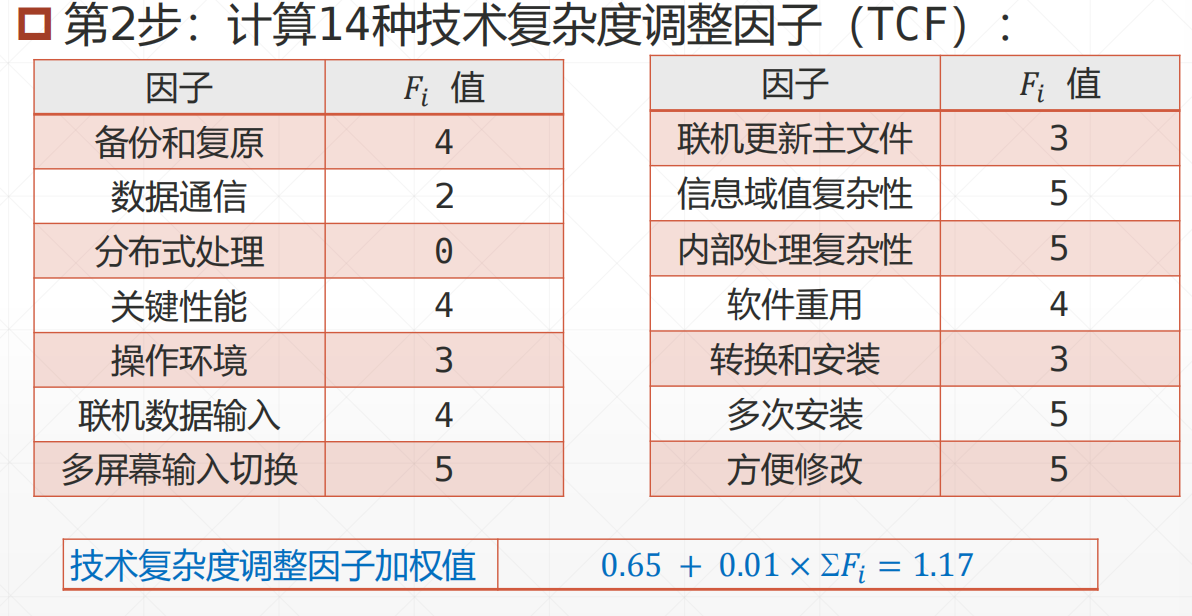 第2步：计算14种技术复杂度调整因子（TCF）：
因子 Fi 值
备份和复原 4
数据通信 2
分布式处理 0
关键性能 4
操作环境 3
联机数据输入 4
多屏幕输入切换 5
因子 Fi 值
联机更新主文件 3
信息域值复杂性 5
内部处理复杂性 5
软件重用 4
转换和安装 3
多次安装 5
方便修改 5
技术复杂度调整因子加权值 0.65 + 0.01 × ΣFi = 1.17